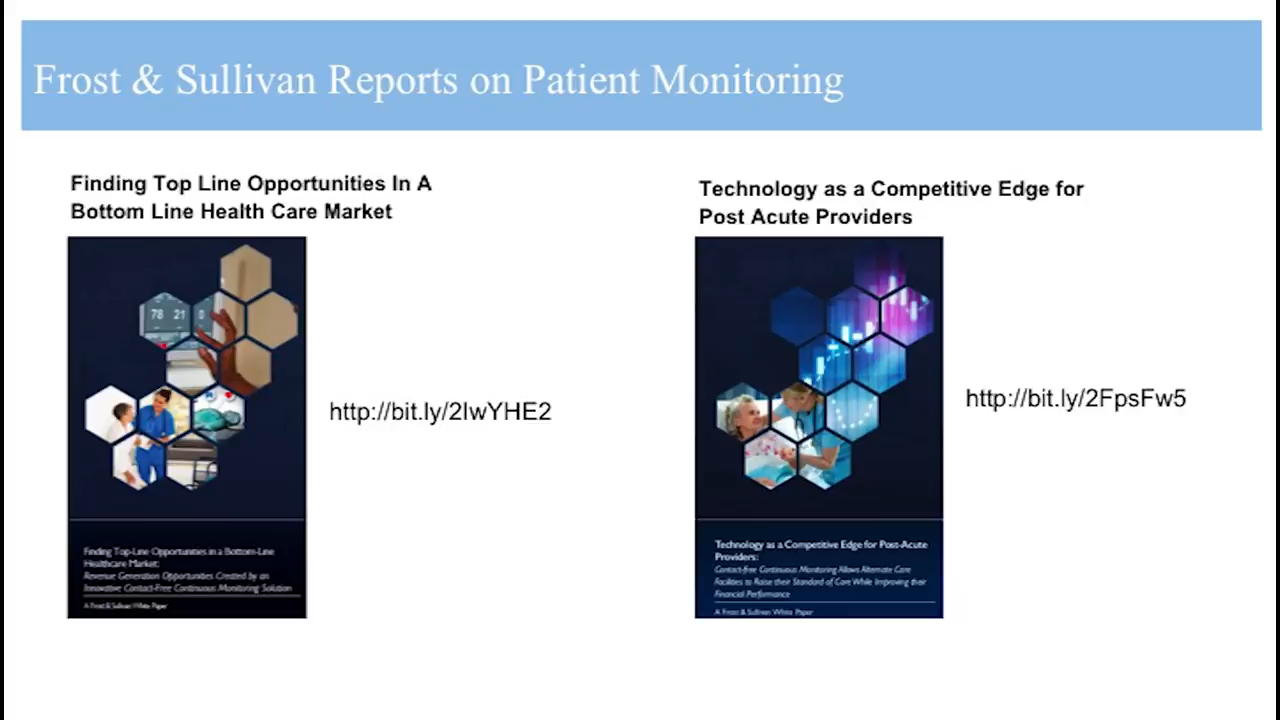 Frost & Sullivan Reports on Patient Monitoring
Finding Top Line Opportunities In A
Bottom Line Health Care Market
78 21 0
http://bit.ly/2IwYHE2
Finding Top-Line Opportunities in a Bottom-Line
Healthcare Market:
Revenue Generation Opportunities Created by an
Innovative Contact-Free Continuous Monitoring Solution
A Frost & Sullivan White Paper
Technology as a Competitive Edge for
Post Acute Providers
http://bit.ly/2FpsFw5
Technology as a Competitive Edge for Post-Acute
Providers:
Contact-free Continuous Monitoring Allows Alternate Care
Facilities to Raise their Standard of Care While Improving their
Financial Performance
A Frost & Sullivan White Paper